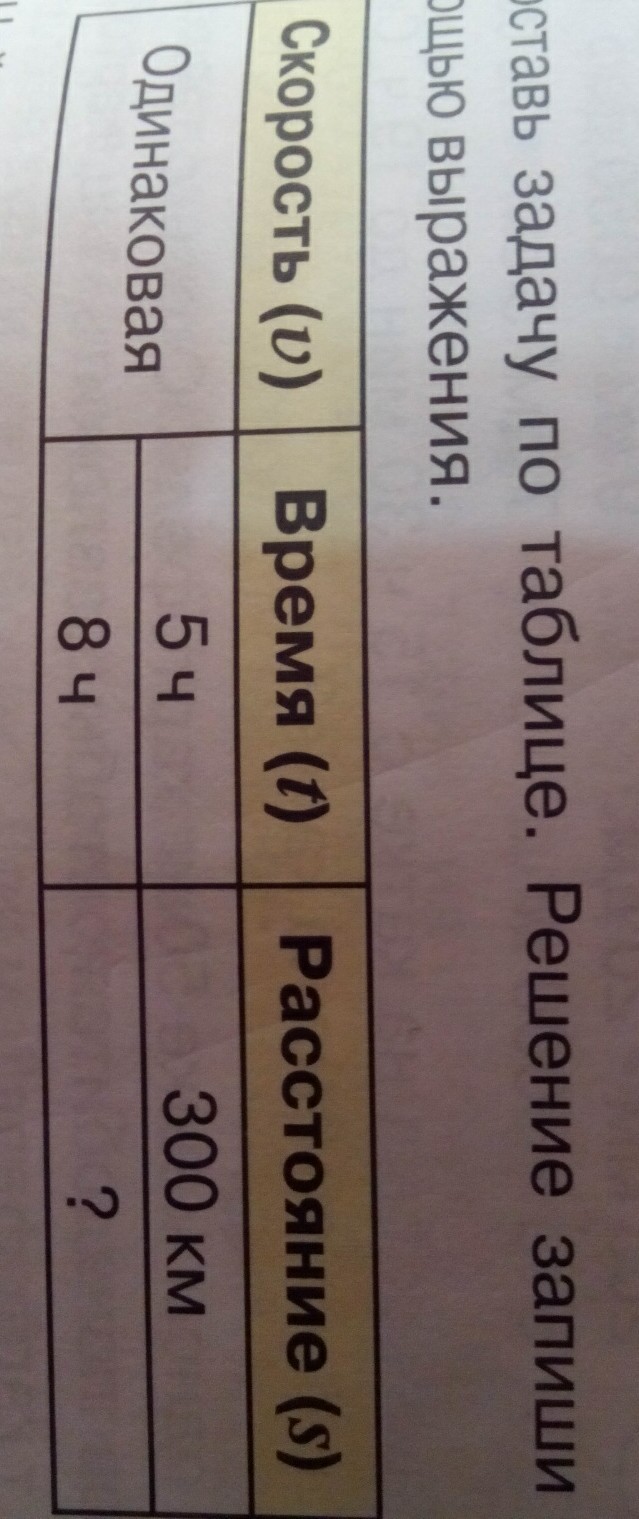 оставь задачу по таблице. Решение запиши
ощью выражения.
Скорость (v) Время (t) Расстояние (s)
Одинаковая
5 ч 300 км
8 ч ?